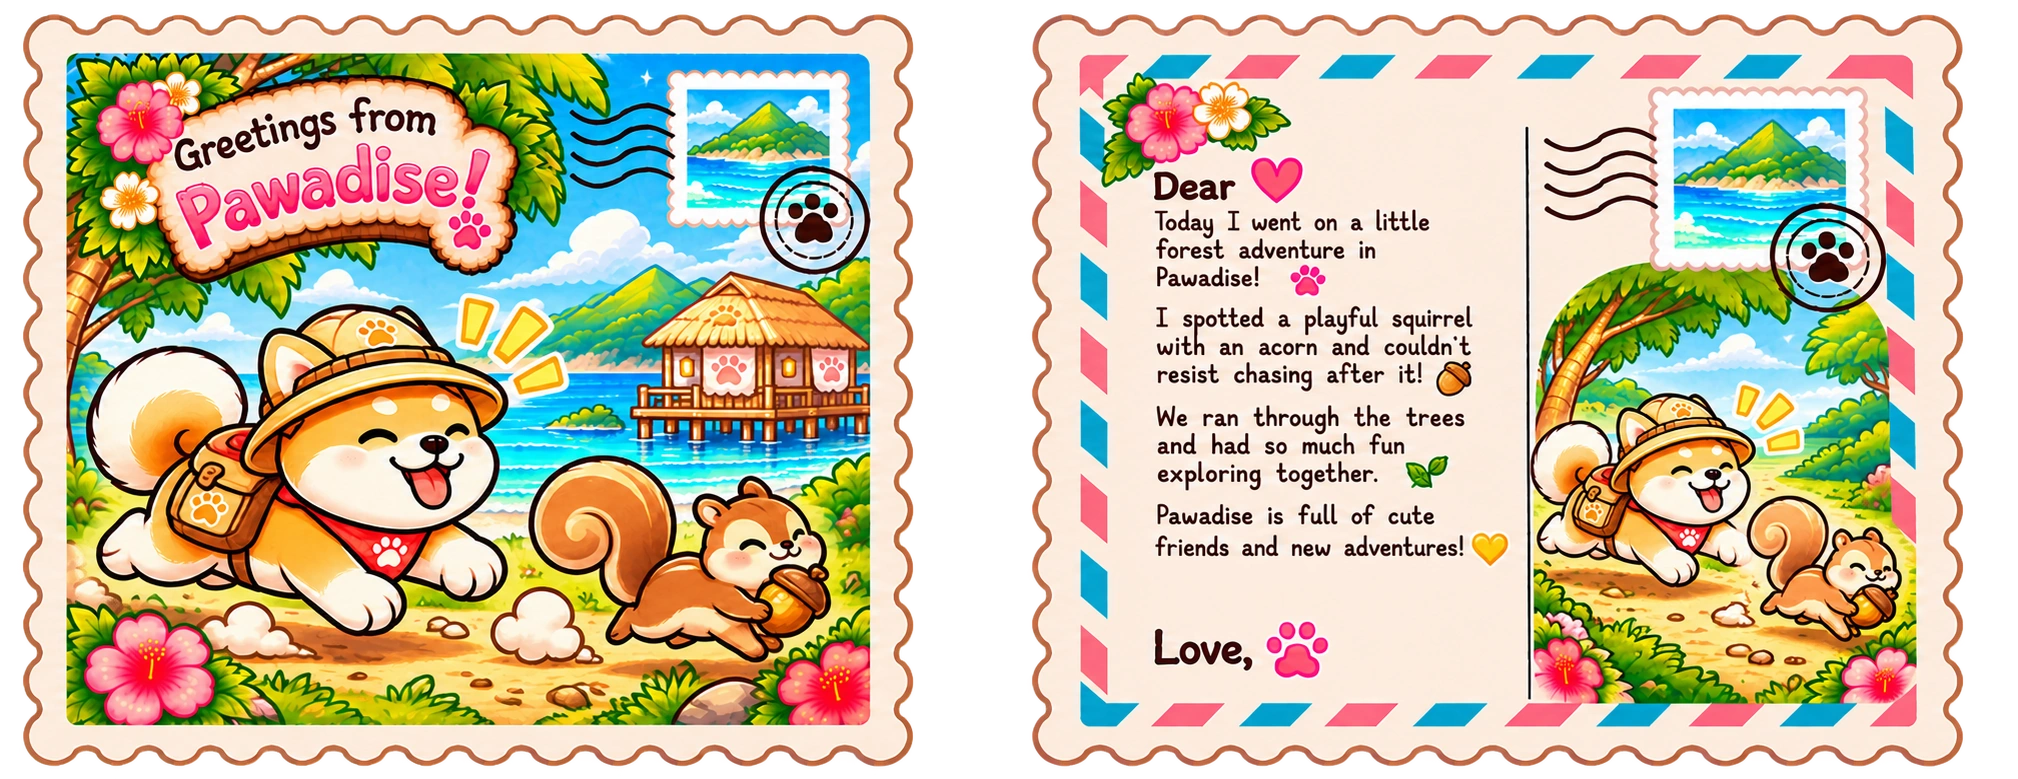 Greetings from
Pawadise!
Dear
Today I went on a little
forest adventure in
Pawadise!
I spotted a playful squirrel
with an acorn and couldn't
resist chasing after it!
We ran through the trees
and had so much fun
exploring together.
Pawadise is full of cute
friends and new adventures!
Love,